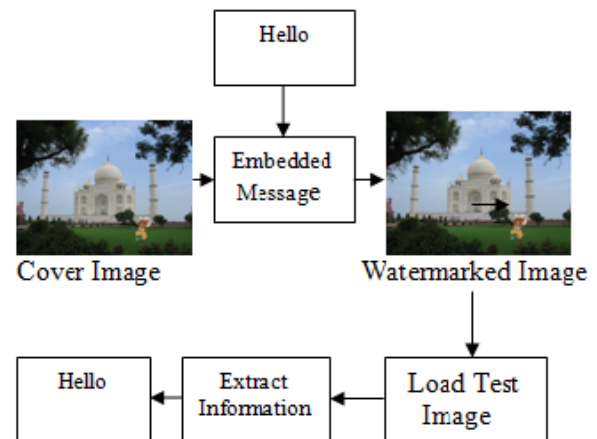 Hello
Embedded
Message
Cover Image
Watermarked Image
Hello
Extract
Information
Load Test
Image